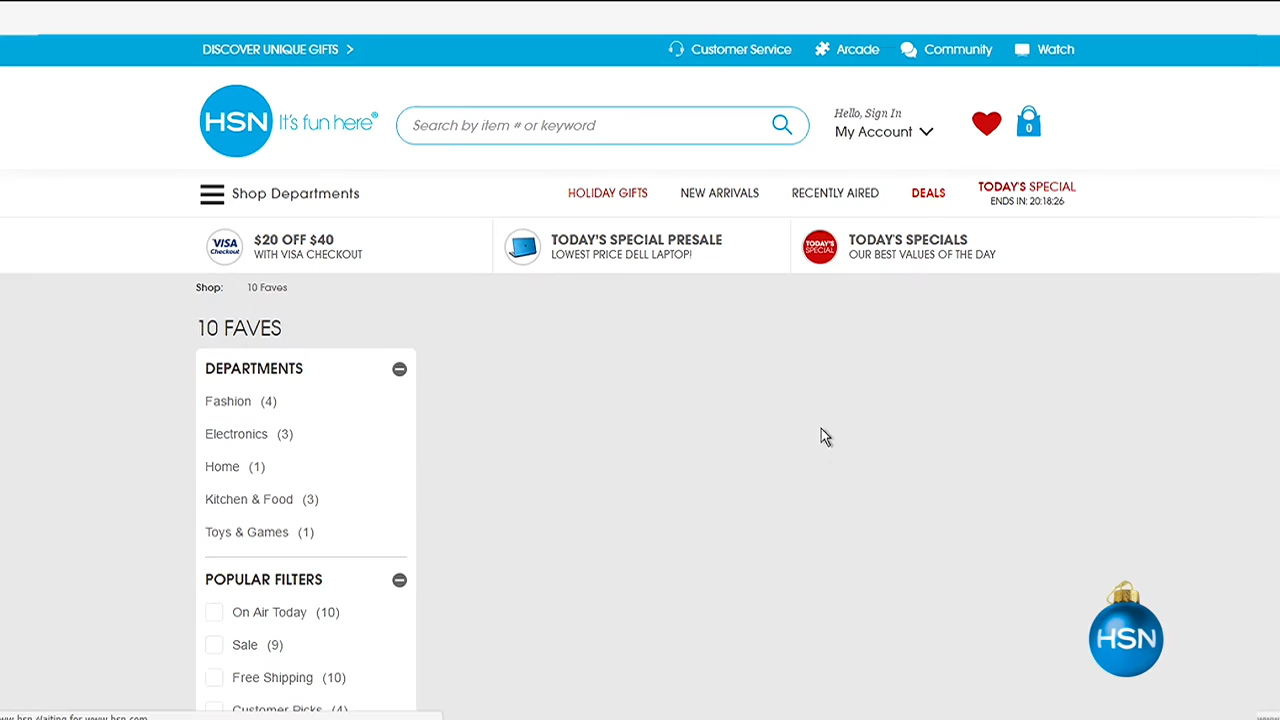 DISCOVER UNIQUE GIFTS >
Customer Service
Arcade
Community
Watch
HSN It's fun here®
Search by item # or keyword
Hello, Sign In
My Account
0
Shop Departments
HOLIDAY GIFTS
NEW ARRIVALS
RECENTLY AIRED
DEALS
TODAY'S SPECIAL
ENDS IN: 20:18:26
VISA
Checkout
$20 OFF $40
WITH VISA CHECKOUT
TODAY'S SPECIAL PRESALE
LOWEST PRICE DELL LAPTOP!
TODAY'S
SPECIAL
TODAY'S SPECIALS
OUR BEST VALUES OF THE DAY
Shop: 10 Faves
10 FAVES
DEPARTMENTS
Fashion (4)
Electronics (3)
Home (1)
Kitchen & Food (3)
Toys & Games (1)
POPULAR FILTERS
On Air Today (10)
Sale (9)
Free Shipping (10)
Customer Picks (4)
HSN